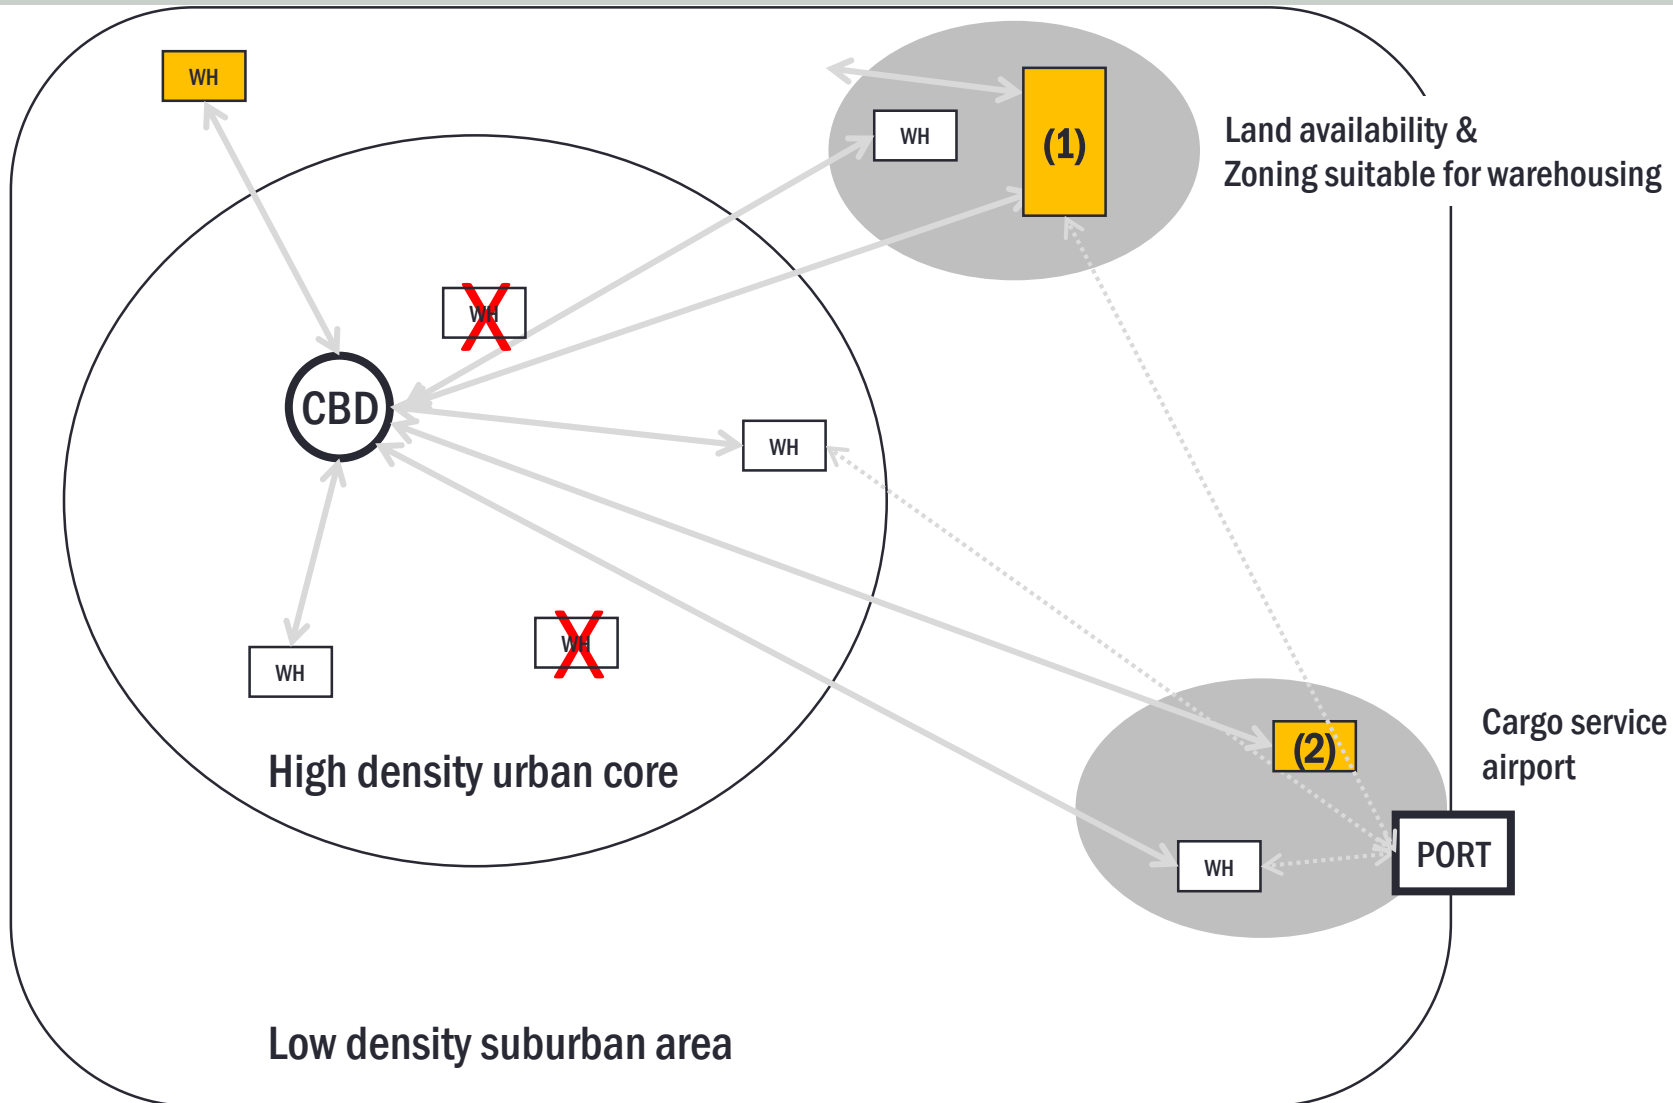 WH
WH
(1)
Land availability &
Zoning suitable for warehousing
WH
CBD
WH
WH
WH
High density urban core
(2)
Cargo service
airport
WH
PORT
Low density suburban area